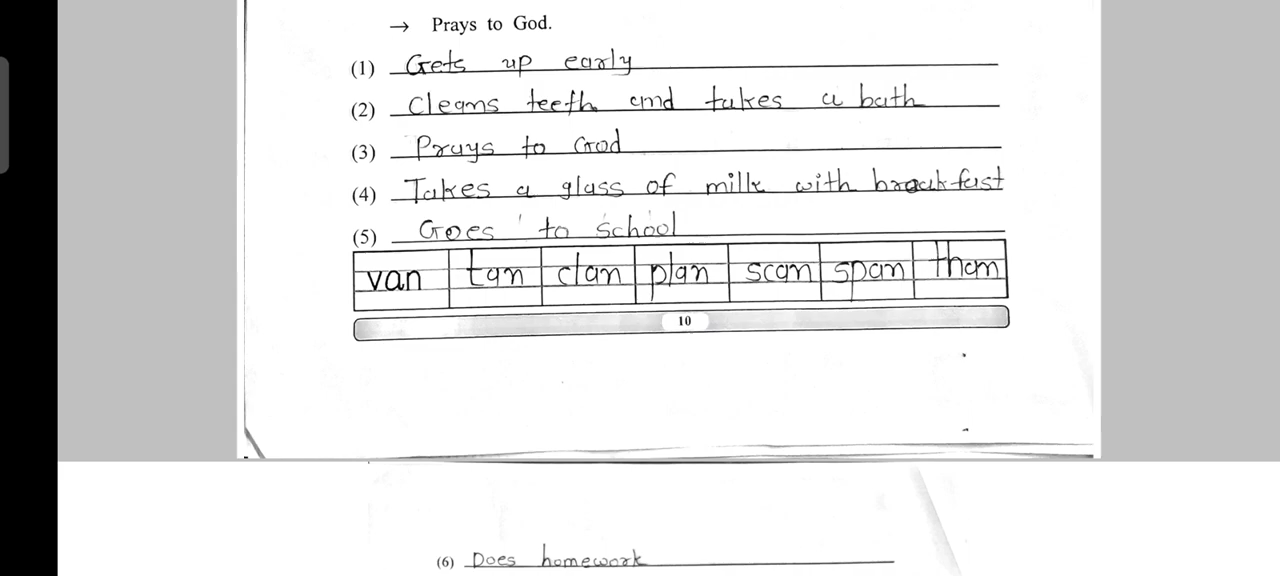 → Prays to God.
(1) Gets up early
(2) Cleans teeth and takes a bath
(3) Prays to God
(4) Takes a glass of milk with breakfast
(5) Goes to school
van tan clan plan scan span than
10
(6) Does homework